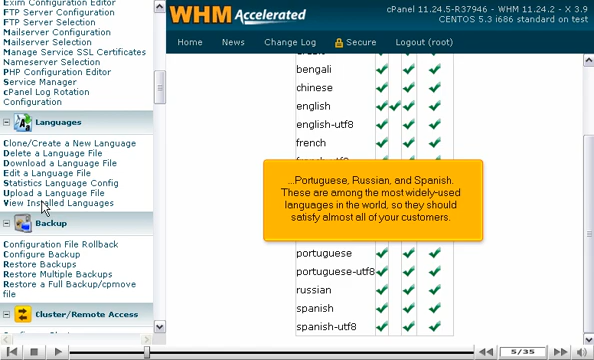 Exim Configuration Editor
FTP Server Configuration
FTP Server Selection
Mailserver Configuration
Mailserver Selection
Manage Service SSL Certificates
Nameserver Selection
PHP Configuration Editor
Service Manager
cPanel Log Rotation
Configuration
Languages
Clone/Create a New Language
Delete a Language File
Download a Language File
Edit a Language File
Statistics Language Config
Upload a Language File
View Installed Languages
Backup
Configuration File Rollback
Configure Backup
Restore Backups
Restore Multiple Backups
Restore a Full Backup/cpmove
file
Cluster/Remote Access
WHM Accelerated
cPanel 11.24.5-R37946 - WHM 11.24.2 - X 3.9
CENTOS 5.3 i686 standard on test
Home News Change Log Secure Logout (root)
bengali
chinese
english
english-utf8
french
french-utf8
...Portuguese, Russian, and Spanish.
These are among the most widely-used
languages in the world, so they should
satisfy almost all of your customers.
portuguese
portuguese-utf8
russian
spanish
spanish-utf8
5/35